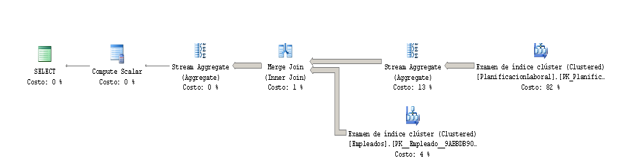 SELECT
Costo: 0 %
Compute Scalar
Costo: 0 %
Stream Aggregate
(Aggregate)
Costo: 0 %
Merge Join
(Inner Join)
Costo: 1 %
Stream Aggregate
(Aggregate)
Costo: 13 %
Examen de índice clúster (Clustered)
[PlanificacionLaboral].[PK_Planific…
Costo: 82 %
Examen de índice clúster (Clustered)
[Empleados].[PK__Empleado__9AEBDB90…
Costo: 4 %